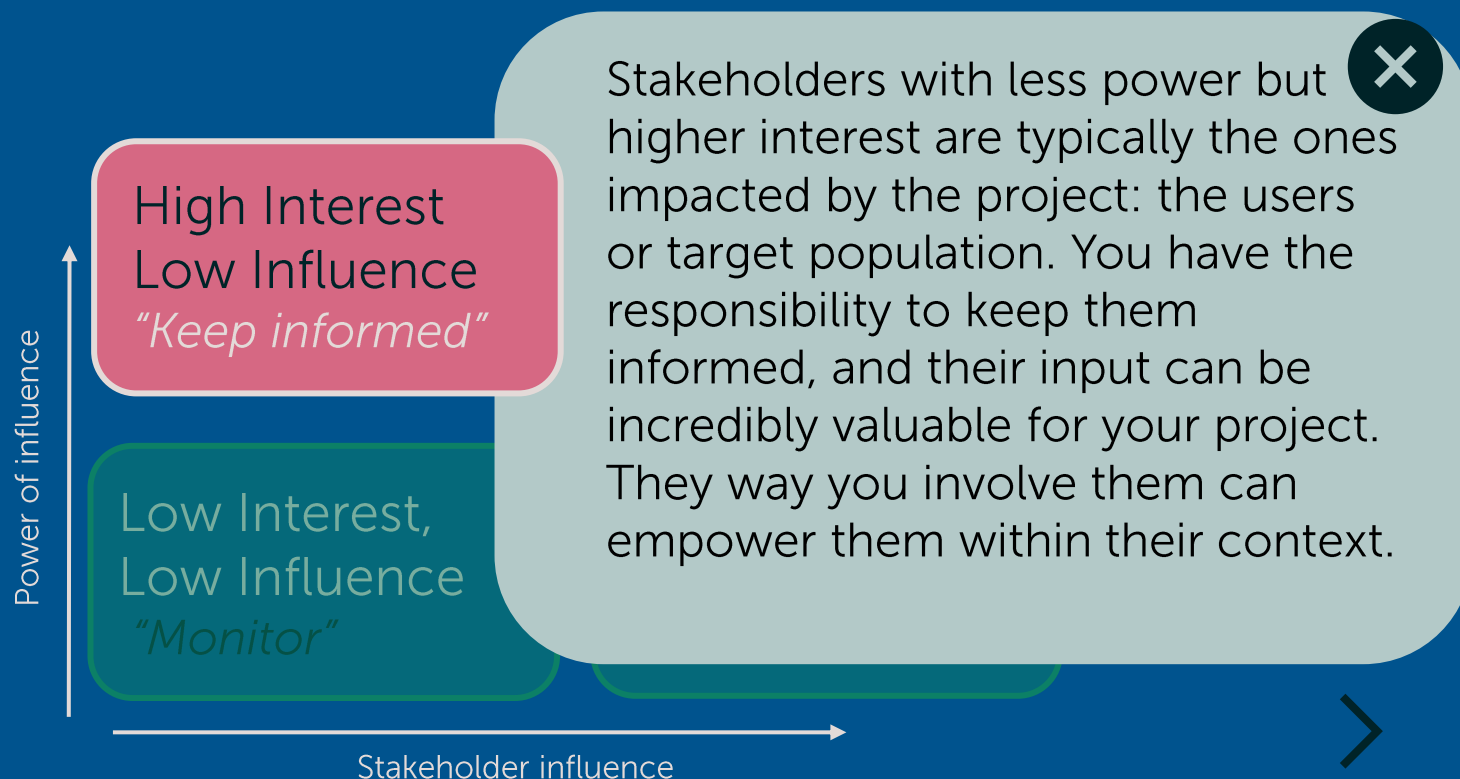 High Interest
Low Influence
“Keep informed”
Stakeholders with less power but
higher interest are typically the ones
impacted by the project: the users
or target population. You have the
responsibility to keep them
informed, and their input can be
incredibly valuable for your project.
They way you involve them can
empower them within their context.
Low Interest,
Low Influence
“Monitor”
Power of influence
Stakeholder influence